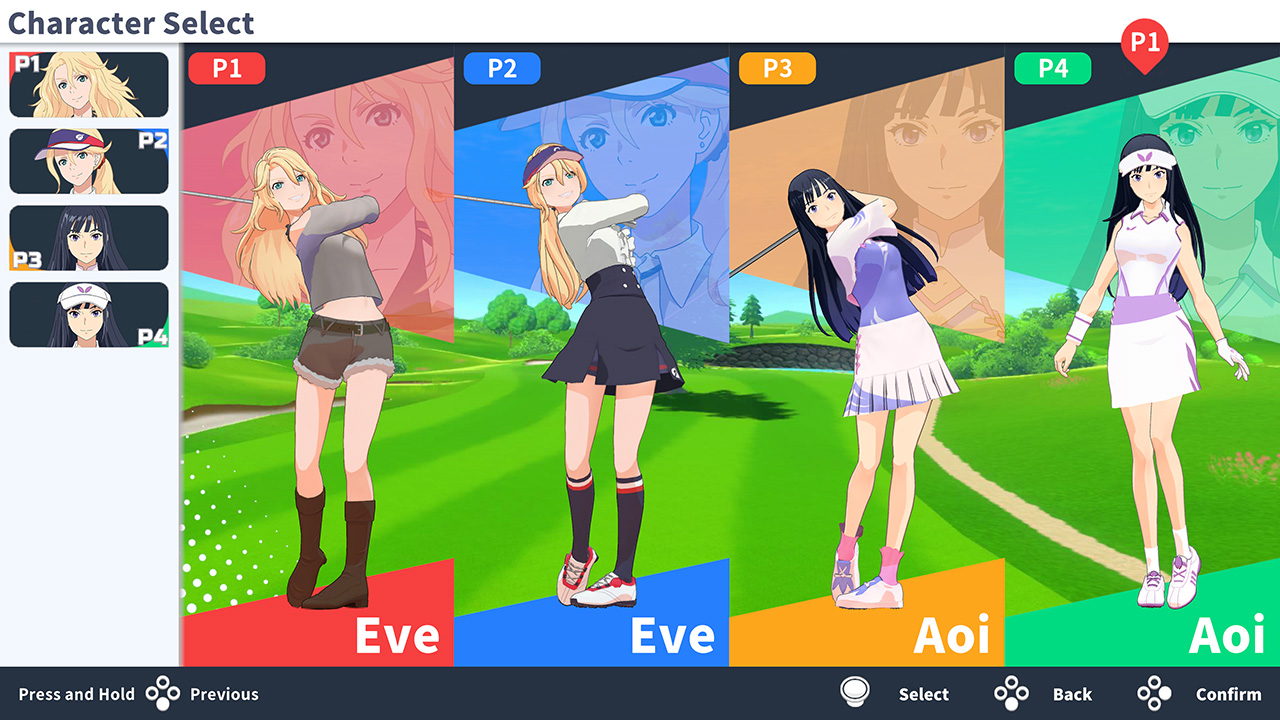 Character Select
P1
P2
P3
P4
P1
P2
P3
P4
P1
Eve
Eve
Aoi
Aoi
Press and Hold Previous
Select Back Confirm